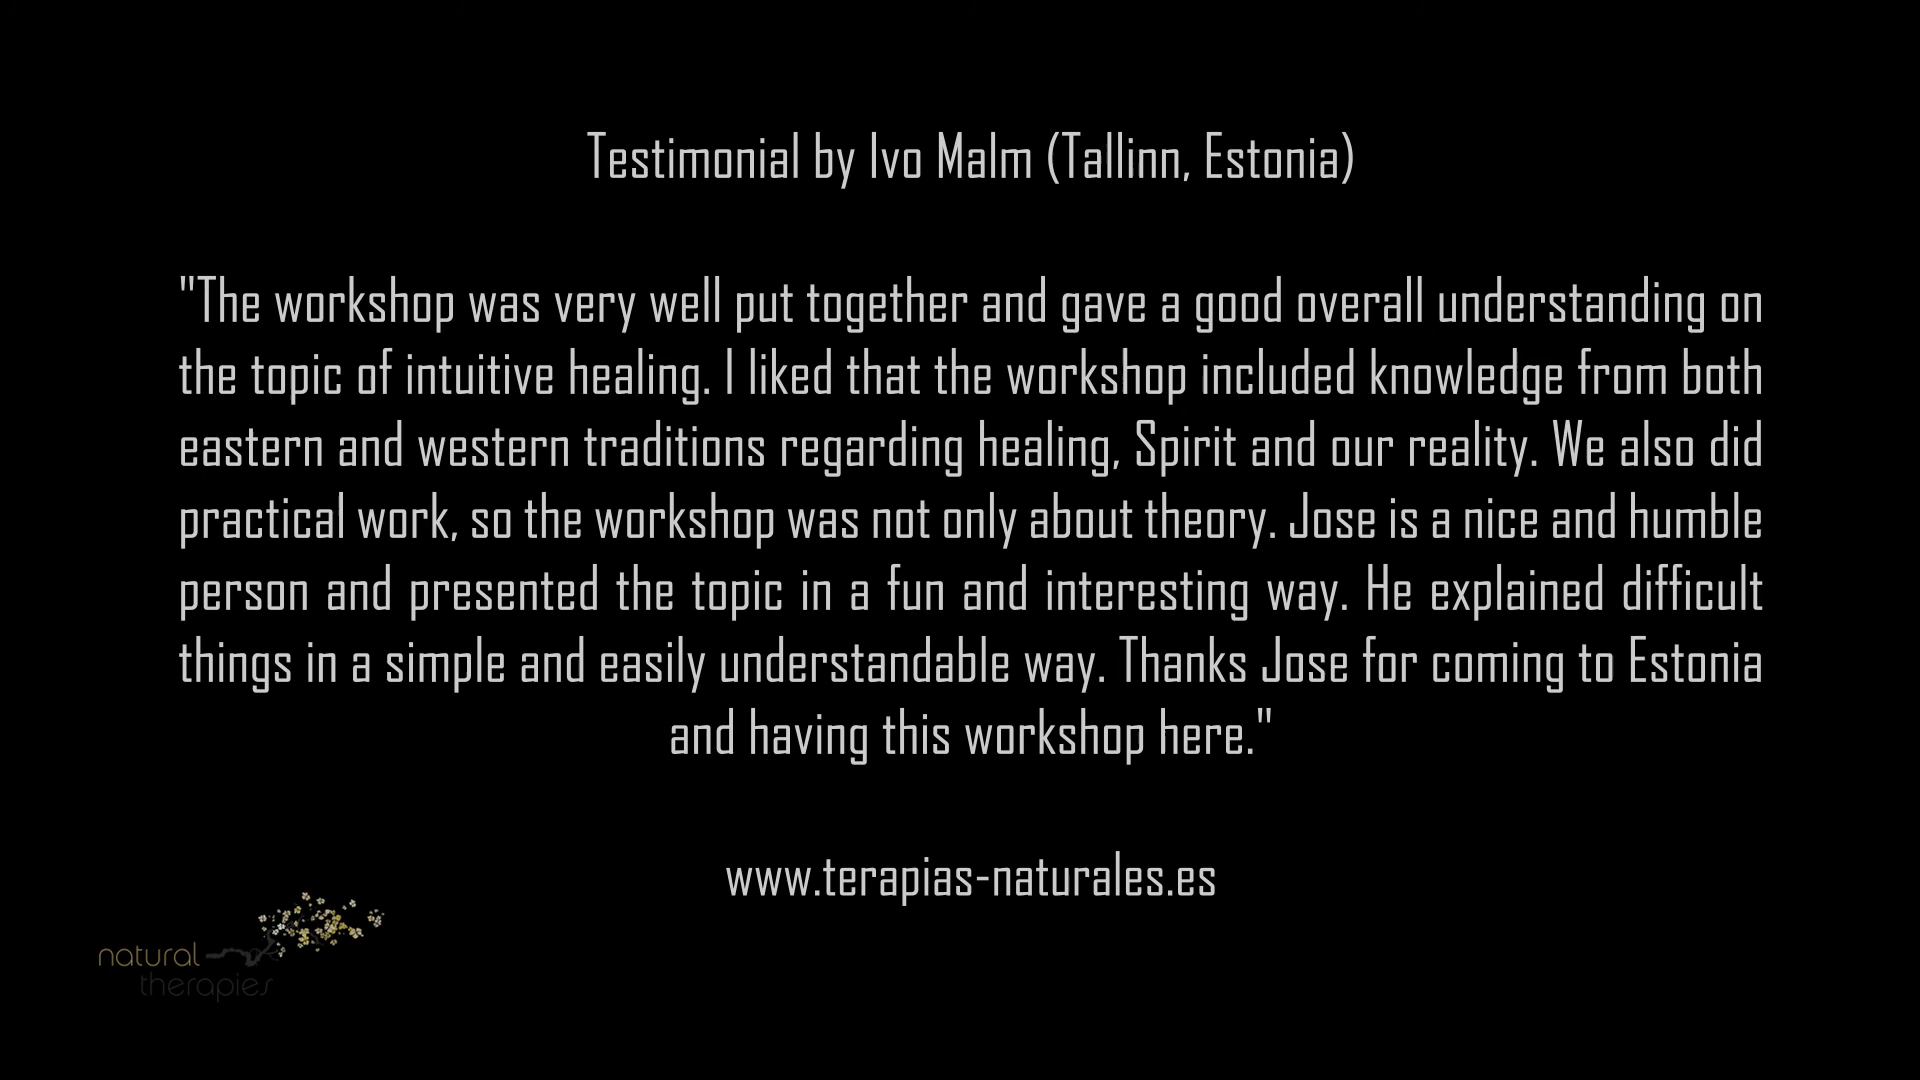 Testimonial by Ivo Malm (Tallinn, Estonia)
"The workshop was very well put together and gave a good overall understanding on
the topic of intuitive healing. I liked that the workshop included knowledge from both
eastern and western traditions regarding healing, Spirit and our reality. We also did
practical work, so the workshop was not only about theory. Jose is a nice and humble
person and presented the topic in a fun and interesting way. He explained difficult
things in a simple and easily understandable way. Thanks Jose for coming to Estonia
and having this workshop here."
www.terapias-naturales.es
natural
therapies